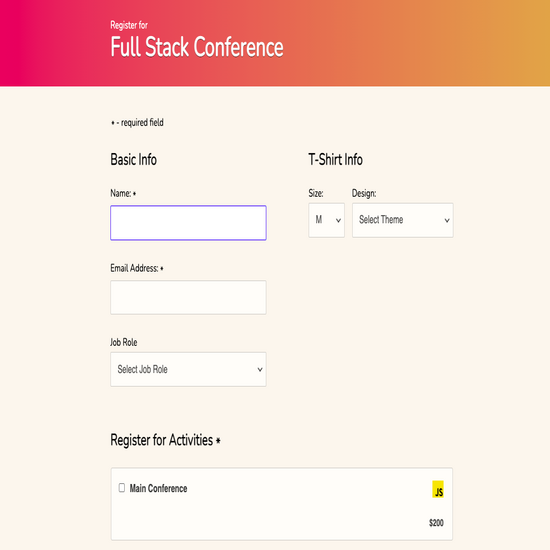 Register for
Full Stack Conference
* - required field
Basic Info
Name: *
Email Address: *
Job Role
Select Job Role
T-Shirt Info
Size:
Design:
M
Select Theme
Register for Activities *
Main Conference
JS
$200